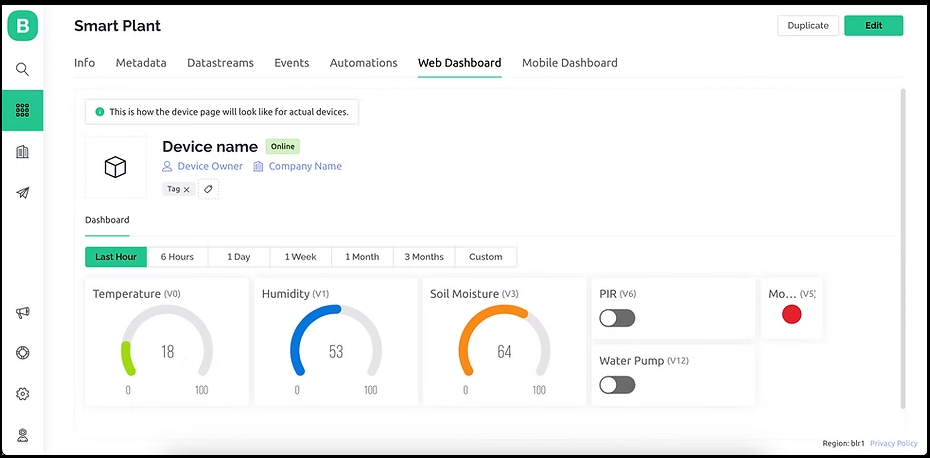 B
Smart Plant
Duplicate
Edit
Info Metadata Datastreams Events Automations Web Dashboard Mobile Dashboard
This is how the device page will look like for actual devices.
Device name Online
Device Owner Company Name
Tag
Dashboard
Last Hour 6 Hours 1 Day 1 Week 1 Month 3 Months Custom
Temperature (V0)
18
0 100
Humidity (V1)
53
0 100
Soil Moisture (V3)
64
0 100
PIR (V6)
Water Pump (V12)
Mo... (V5)
Region: blr1 Privacy Policy